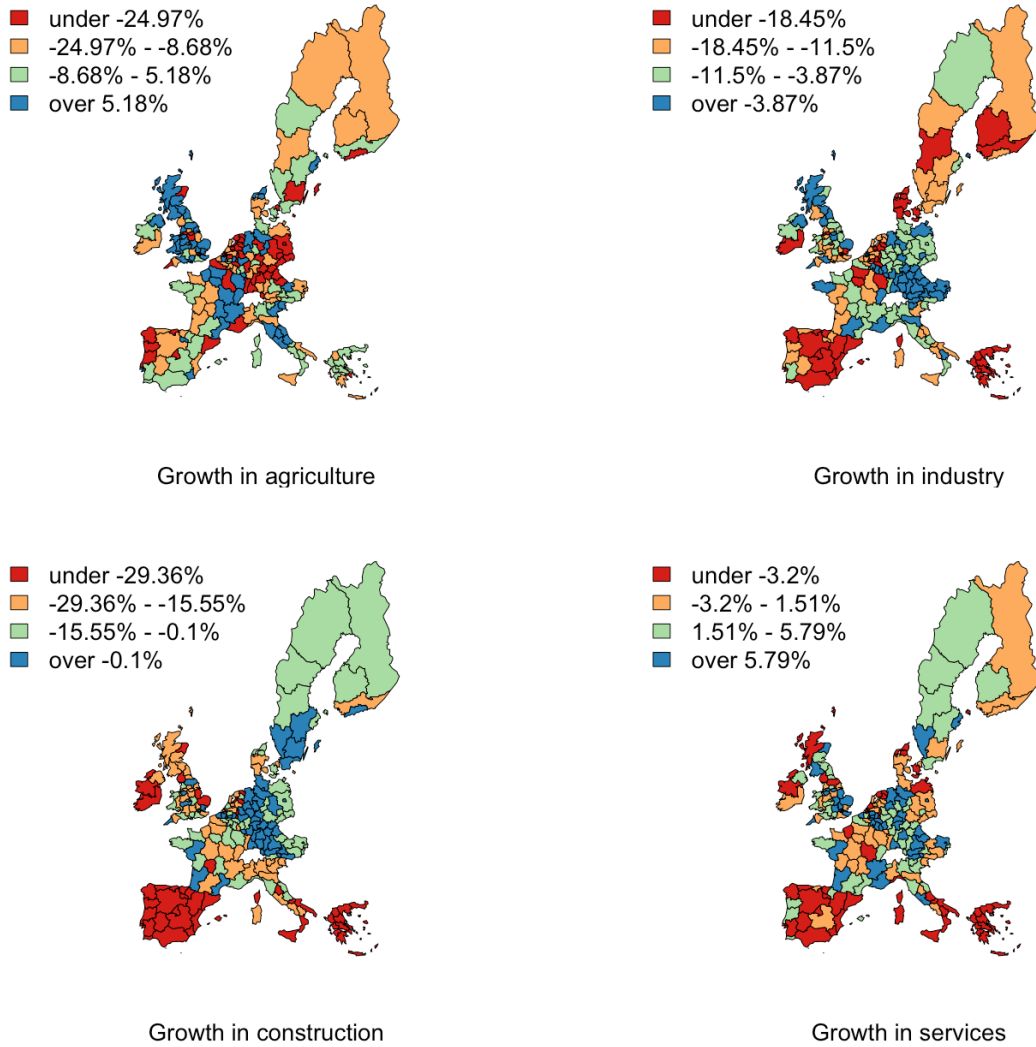 under -24.97%
-24.97% - -8.68%
-8.68% - 5.18%
over 5.18%
Growth in agriculture
under -18.45%
-18.45% - -11.5%
-11.5% - -3.87%
over -3.87%
Growth in industry
under -29.36%
-29.36% - -15.55%
-15.55% - -0.1%
over -0.1%
Growth in construction
under -3.2%
-3.2% - 1.51%
1.51% - 5.79%
over 5.79%
Growth in services